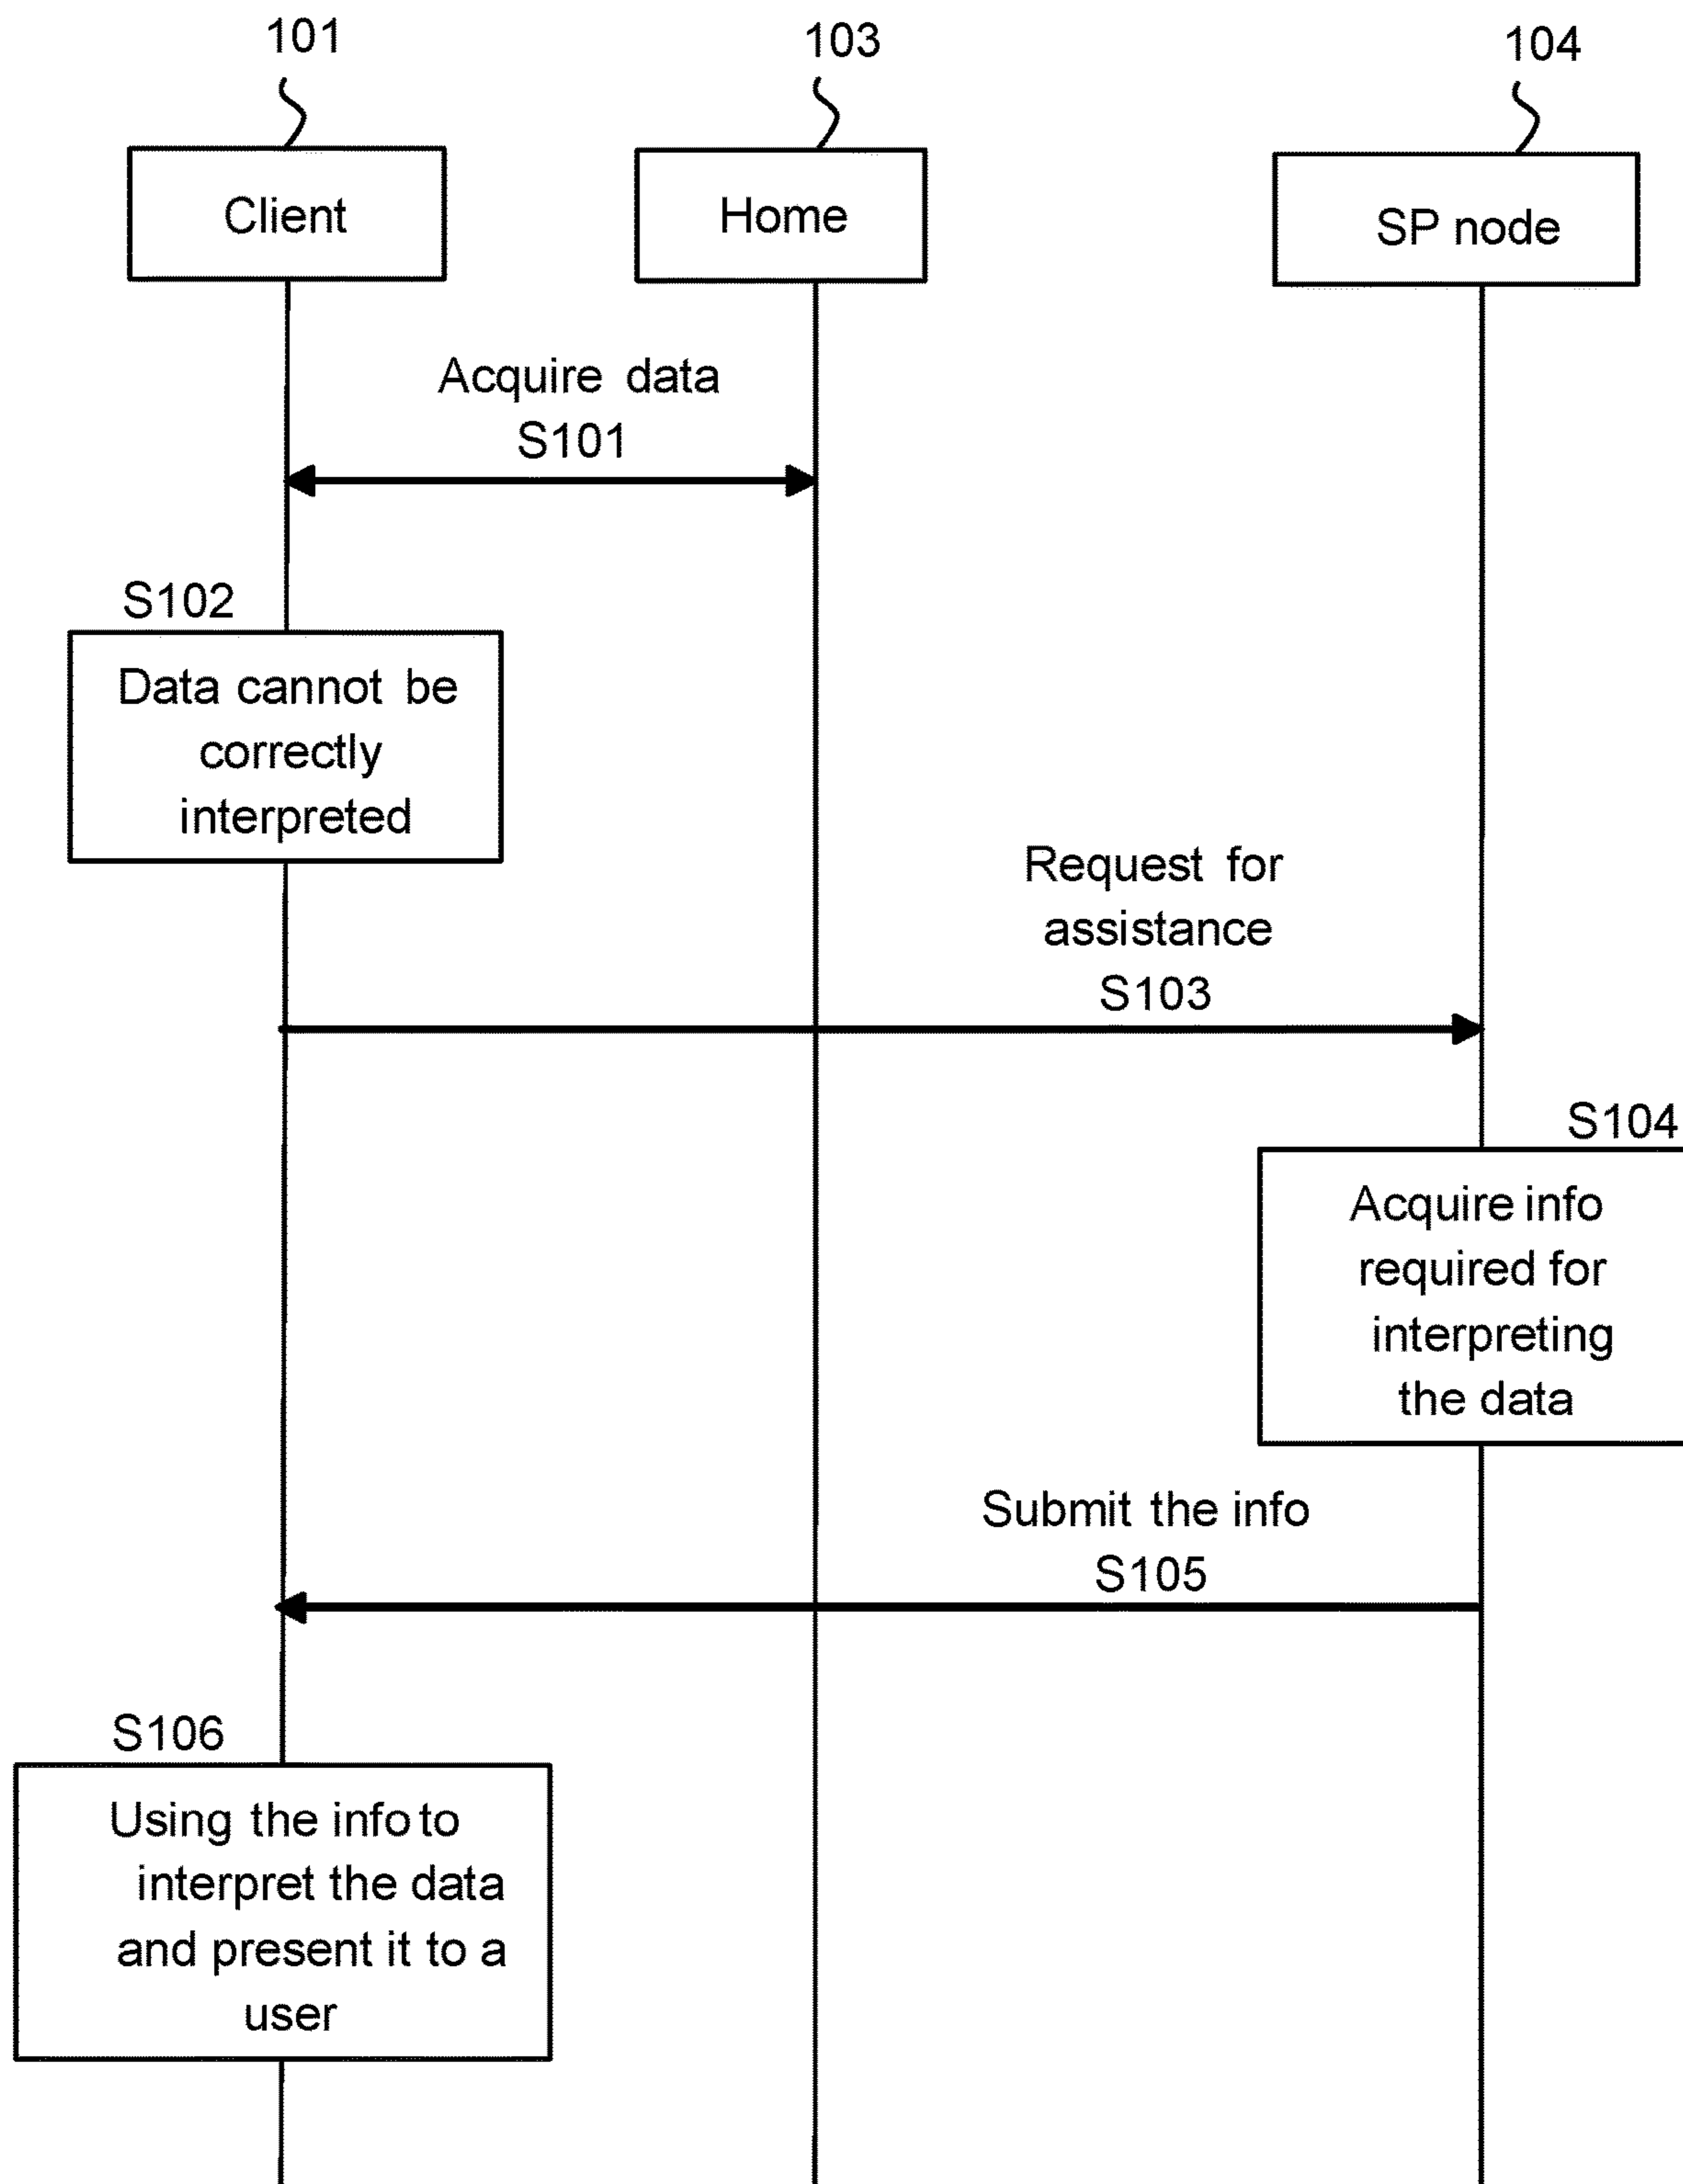 101
103
104
Client
Home
SP node
Acquire data
S101
S102
Data cannot be
correctly
interpreted
Request for
assistance
S103
S104
Acquire info
required for
interpreting
the data
Submit the info
S105
S106
Using the info to
interpret the data
and present it to a
user